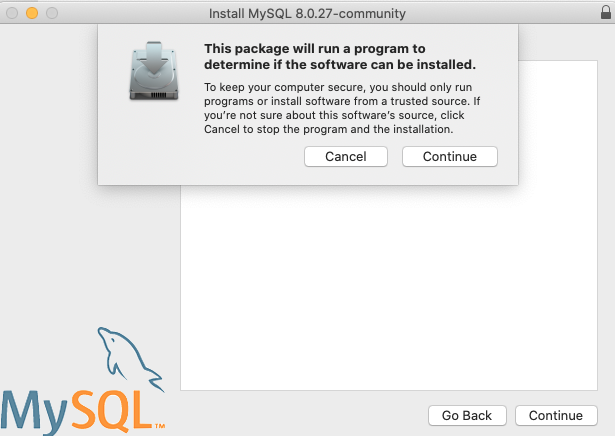 Install MySQL 8.0.27-community
This package will run a program to
determine if the software can be installed.
To keep your computer secure, you should only run
programs or install software from a trusted source. If
you're not sure about this software's source, click
Cancel to stop the program and the installation.
Cancel
Continue
MySQL™
Go Back
Continue